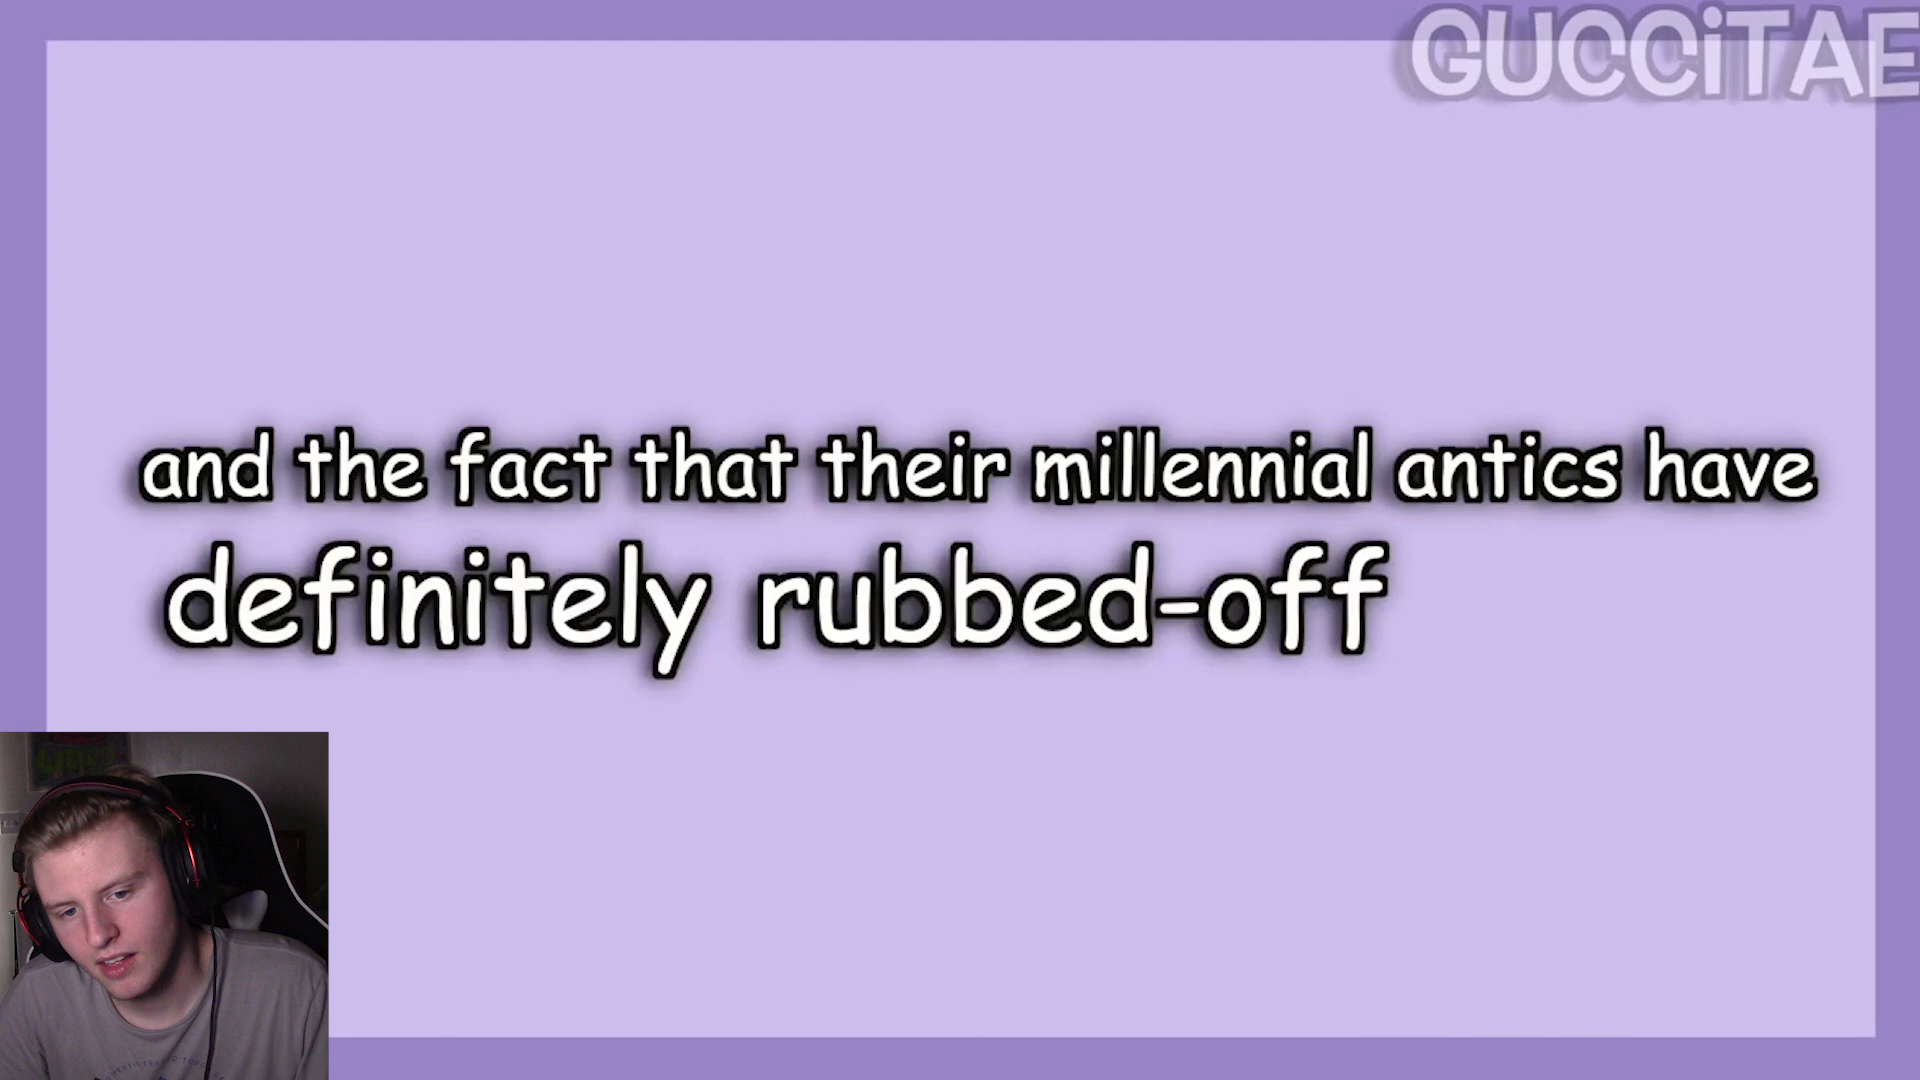 GUCCiTAE
and the fact that their millennial antics have
definitely rubbed-off